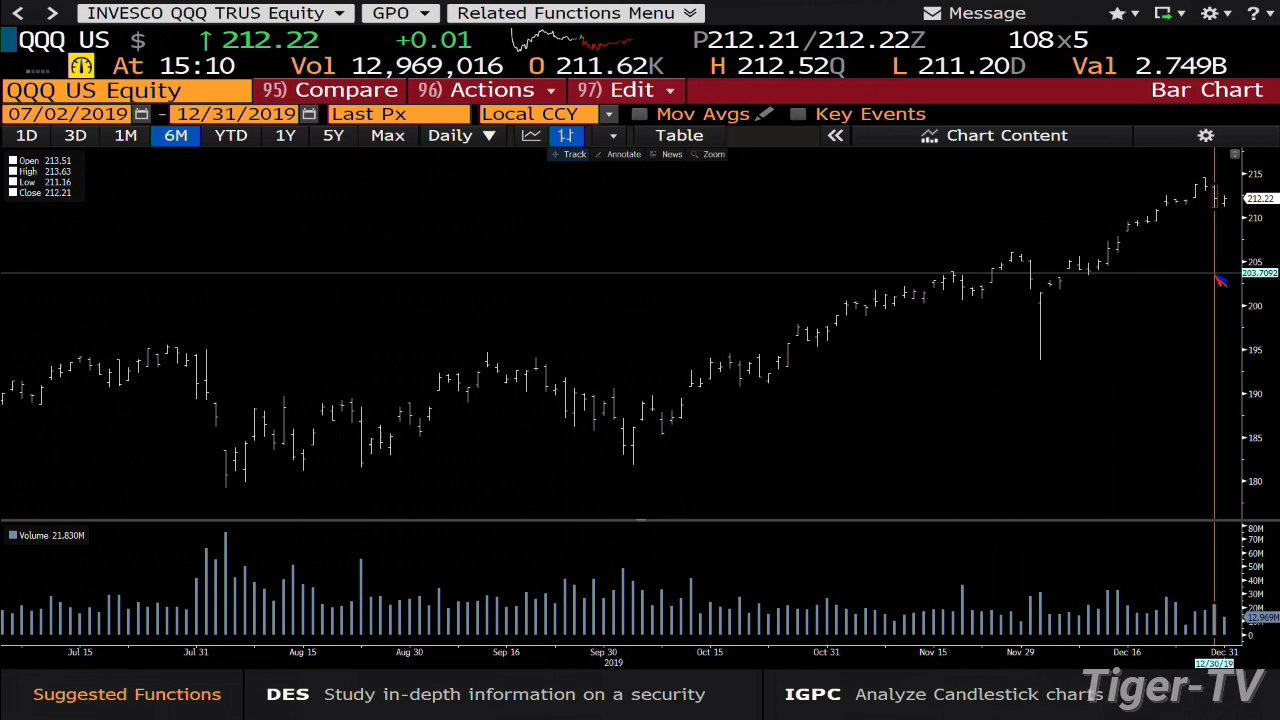 INVESCO QQQ TRUS Equity GPO Related Functions Menu Message
QQQ US $ ↑ 212.22 +0.01 P212.21/212.22Z 108x5
At 15:10 Vol 12,969,016 O 211.62K H 212.52Q L 211.20D Val 2.749B
QQQ US Equity 95) Compare 96) Actions 97) Edit Bar Chart
07/02/2019 - 12/31/2019 Last Px Local CCY Mov Avgs Key Events
1D 3D 1M 6M YTD 1Y 5Y Max Daily ▼ Table « Chart Content
Track Annotate News Zoom
Open 213.51
High 213.63
Low 211.16
Close 212.21
215
212.22
210
205
203.7092
200
195
190
185
180
Volume 21.830M
80M
70M
60M
50M
40M
30M
20M
12.969M
0
Jul 15 Jul 31 Aug 15 Aug 30 Sep 16 Sep 30 Oct 15 Oct 31 Nov 15 Nov 29 Dec 16 Dec 31
2019 12/30/19
Suggested Functions DES Study in-depth information on a security IGPC Analyze Candlestick charts
Tiger-TV